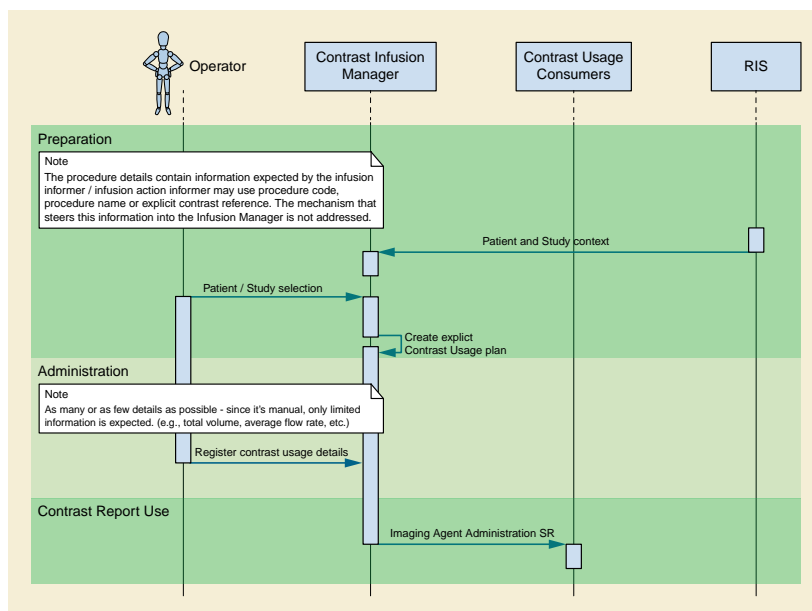 Operator
Contrast Infusion
Manager
Contrast Usage
Consumers
RIS
Preparation
Note
The procedure details contain information expected by the infusion
informer / infusion action informer may use procedure code,
procedure name or explicit contrast reference. The mechanism that
steers this information into the Infusion Manager is not addressed.
Patient and Study context
Patient / Study selection
Create explict
Contrast Usage plan
Administration
Note
As many or as few details as possible - since it's manual, only limited
information is expected. (e.g., total volume, average flow rate, etc.)
Register contrast usage details
Contrast Report Use
Imaging Agent Administration SR